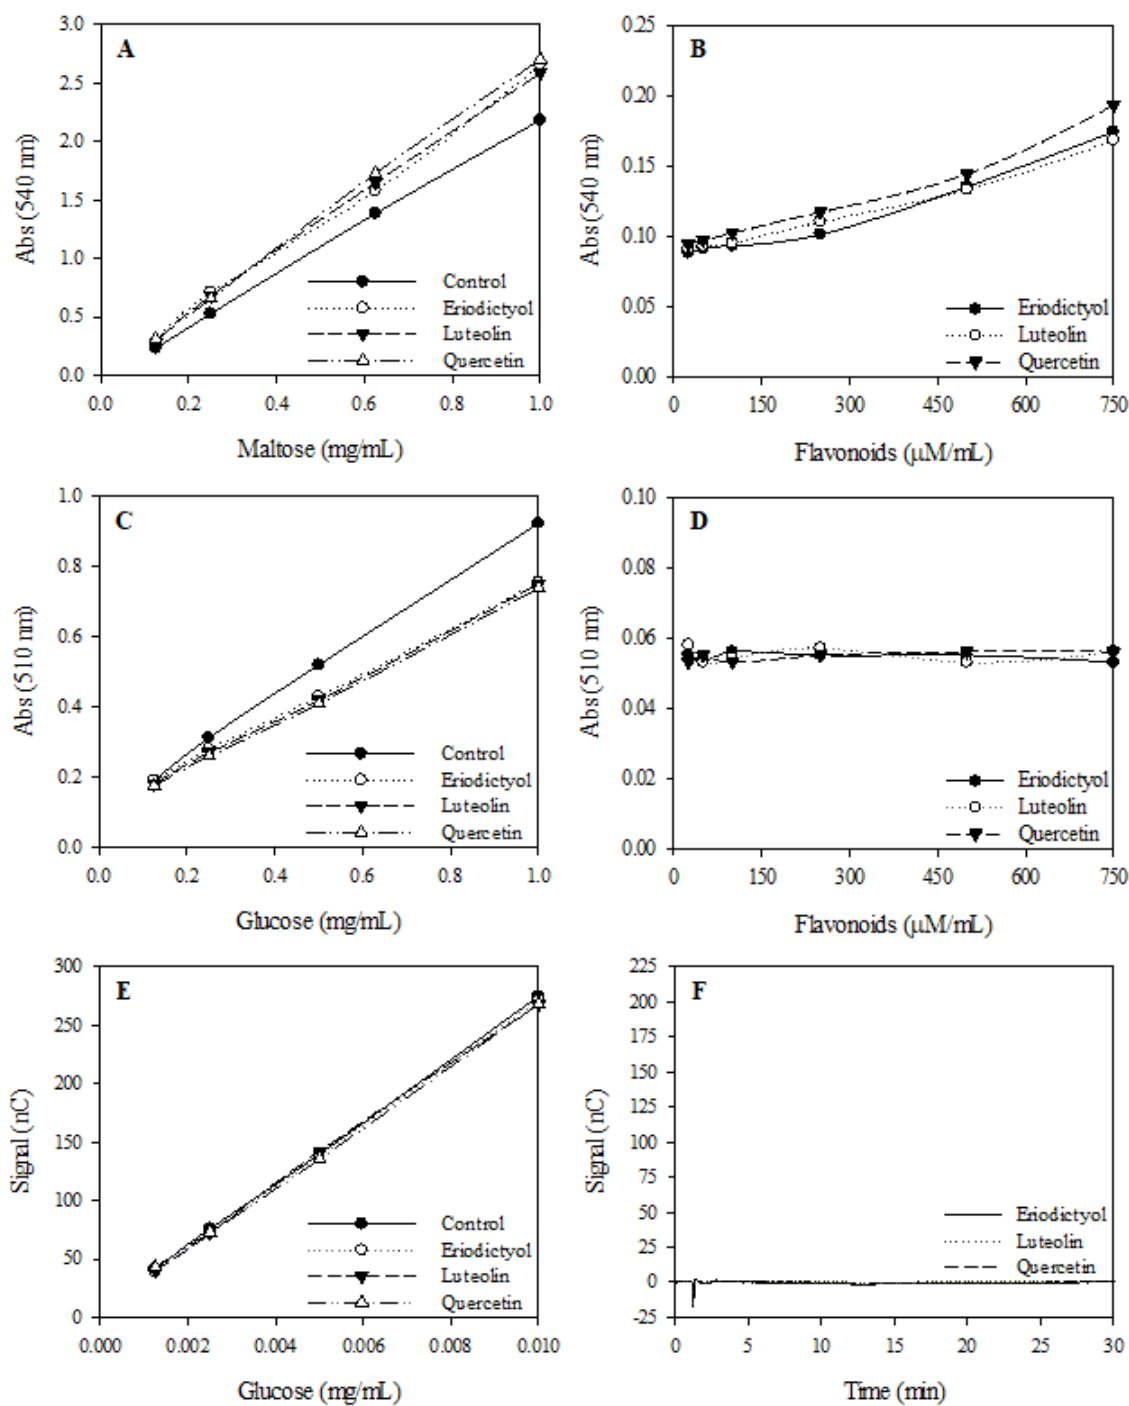 A
3.0
2.5
2.0
1.5
1.0
0.5
0.0
Abs (540 nm)
0.0 0.2 0.4 0.6 0.8 1.0
Maltose (mg/mL)
Control
Eriodictyol
Luteolin
Quercetin
B
0.25
0.20
0.15
0.10
0.05
0.00
Abs (540 nm)
0 150 300 450 600 750
Flavonoids (μM/mL)
Eriodictyol
Luteolin
Quercetin
C
1.0
0.8
0.6
0.4
0.2
0.0
Abs (510 nm)
0.0 0.2 0.4 0.6 0.8 1.0
Glucose (mg/mL)
Control
Eriodictyol
Luteolin
Quercetin
D
0.10
0.08
0.06
0.04
0.02
0.00
Abs (510 nm)
0 150 300 450 600 750
Flavonoids (μM/mL)
Eriodictyol
Luteolin
Quercetin
E
300
250
200
150
100
50
0
Signal (nC)
0.000 0.002 0.004 0.006 0.008 0.010
Glucose (mg/mL)
Control
Eriodictyol
Luteolin
Quercetin
F
225
200
175
150
125
100
75
50
25
0
-25
Signal (nC)
0 5 10 15 20 25 30
Time (min)
Eriodictyol
Luteolin
Quercetin